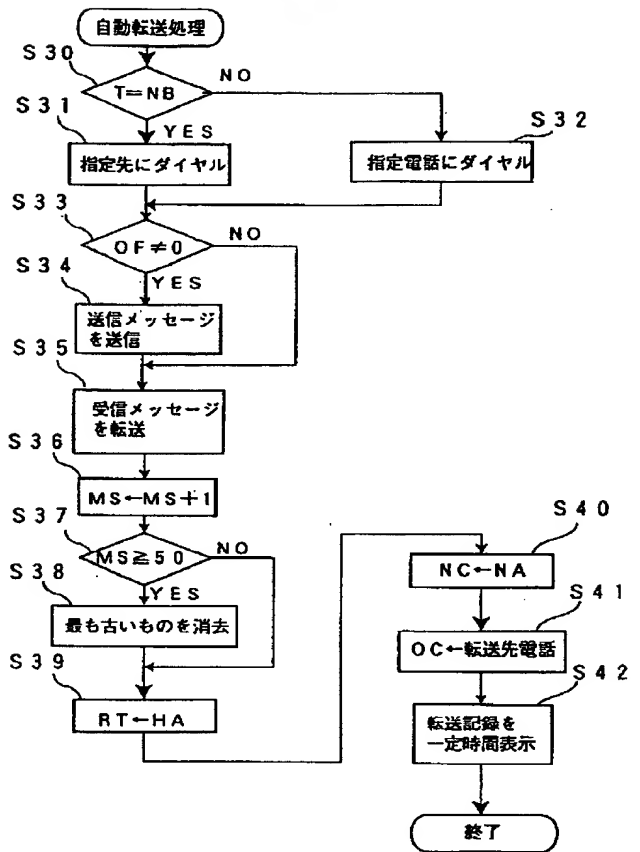 自動転送処理
S30
T=NB
NO
S31
YES
S32
指定先にダイヤル
指定電話にダイヤル
S33
OF≠0
NO
S34
YES
送信メッセージ
を送信
S35
受信メッセージ
を転送
S36
MS←MS+1
S37
MS≧50
NO
S38
YES
最も古いものを消去
S39
RT←HA
S40
NC←NA
S41
OC←転送先電話
S42
転送記録を
一定時間表示
終了